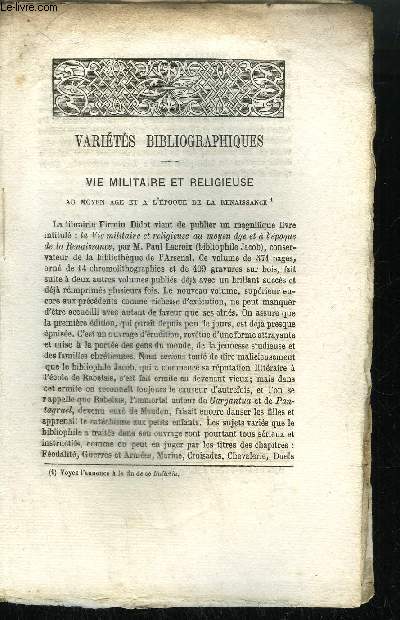 Le-livre.com
VARIÉTÉS BIBLIOGRAPHIQUES
VIE MILITAIRE ET RELIGIEUSE
AU MOYEN AGE ET A L'ÉPOQUE DE LA RENAISSANCE 1
La librairie Firmin Didot vient de publier un magnifique livre
intitulé : la Vie militaire et religieuse au moyen âge et à l'époque
de la Renaissance, par M. Paul Lacroix (bibliophile Jacob), conser-
vateur de la bibliothèque de l'Arsenal. Ce volume de 574 pages,
orné de 14 chromolithographies et de 409 gravures sur bois, fait
suite à deux autres volumes publiés déjà avec un brillant succès et
déjà réimprimés plusieurs fois. Le nouveau volume, supérieur en-
core aux précédents comme richesse d'exécution, ne peut manquer
d'être accueilli avec autant de faveur que ses aînés. On assure que
la première édition, qui paraît depuis peu de jours, est déjà presque
épuisée. C'est un ouvrage d'érudition, revêtue d'une forme attrayante
et mise à la portée des gens du monde, de la jeunesse studieuse et
des familles chrétiennes. Nous serions tenté de dire malicieusement
que le bibliophile Jacob, qui a commencé sa réputation littéraire à
l'école de Rabelais, s'est fait ermite en devenant vieux; mais dans
cet ermite on reconnaît toujours le causeur d'autrefois, et l'on se
rappelle que Rabelais, l'immortel auteur de Gargantua et de Pan-
tagruel, devenu curé de Meudon, faisait encore danser les filles et
apprenait le catéchisme aux petits enfants. Les sujets variés que le
bibliophile a traités dans son ouvrage sont pourtant tous sérieux et
instructifs, comme on peut en juger par les titres des chapitres :
Féodalité, Guerres et Armées, Marine, Croisades, Chevalerie, Duels
(1) Voyez l'annonce à la fin de ce Bulletin.